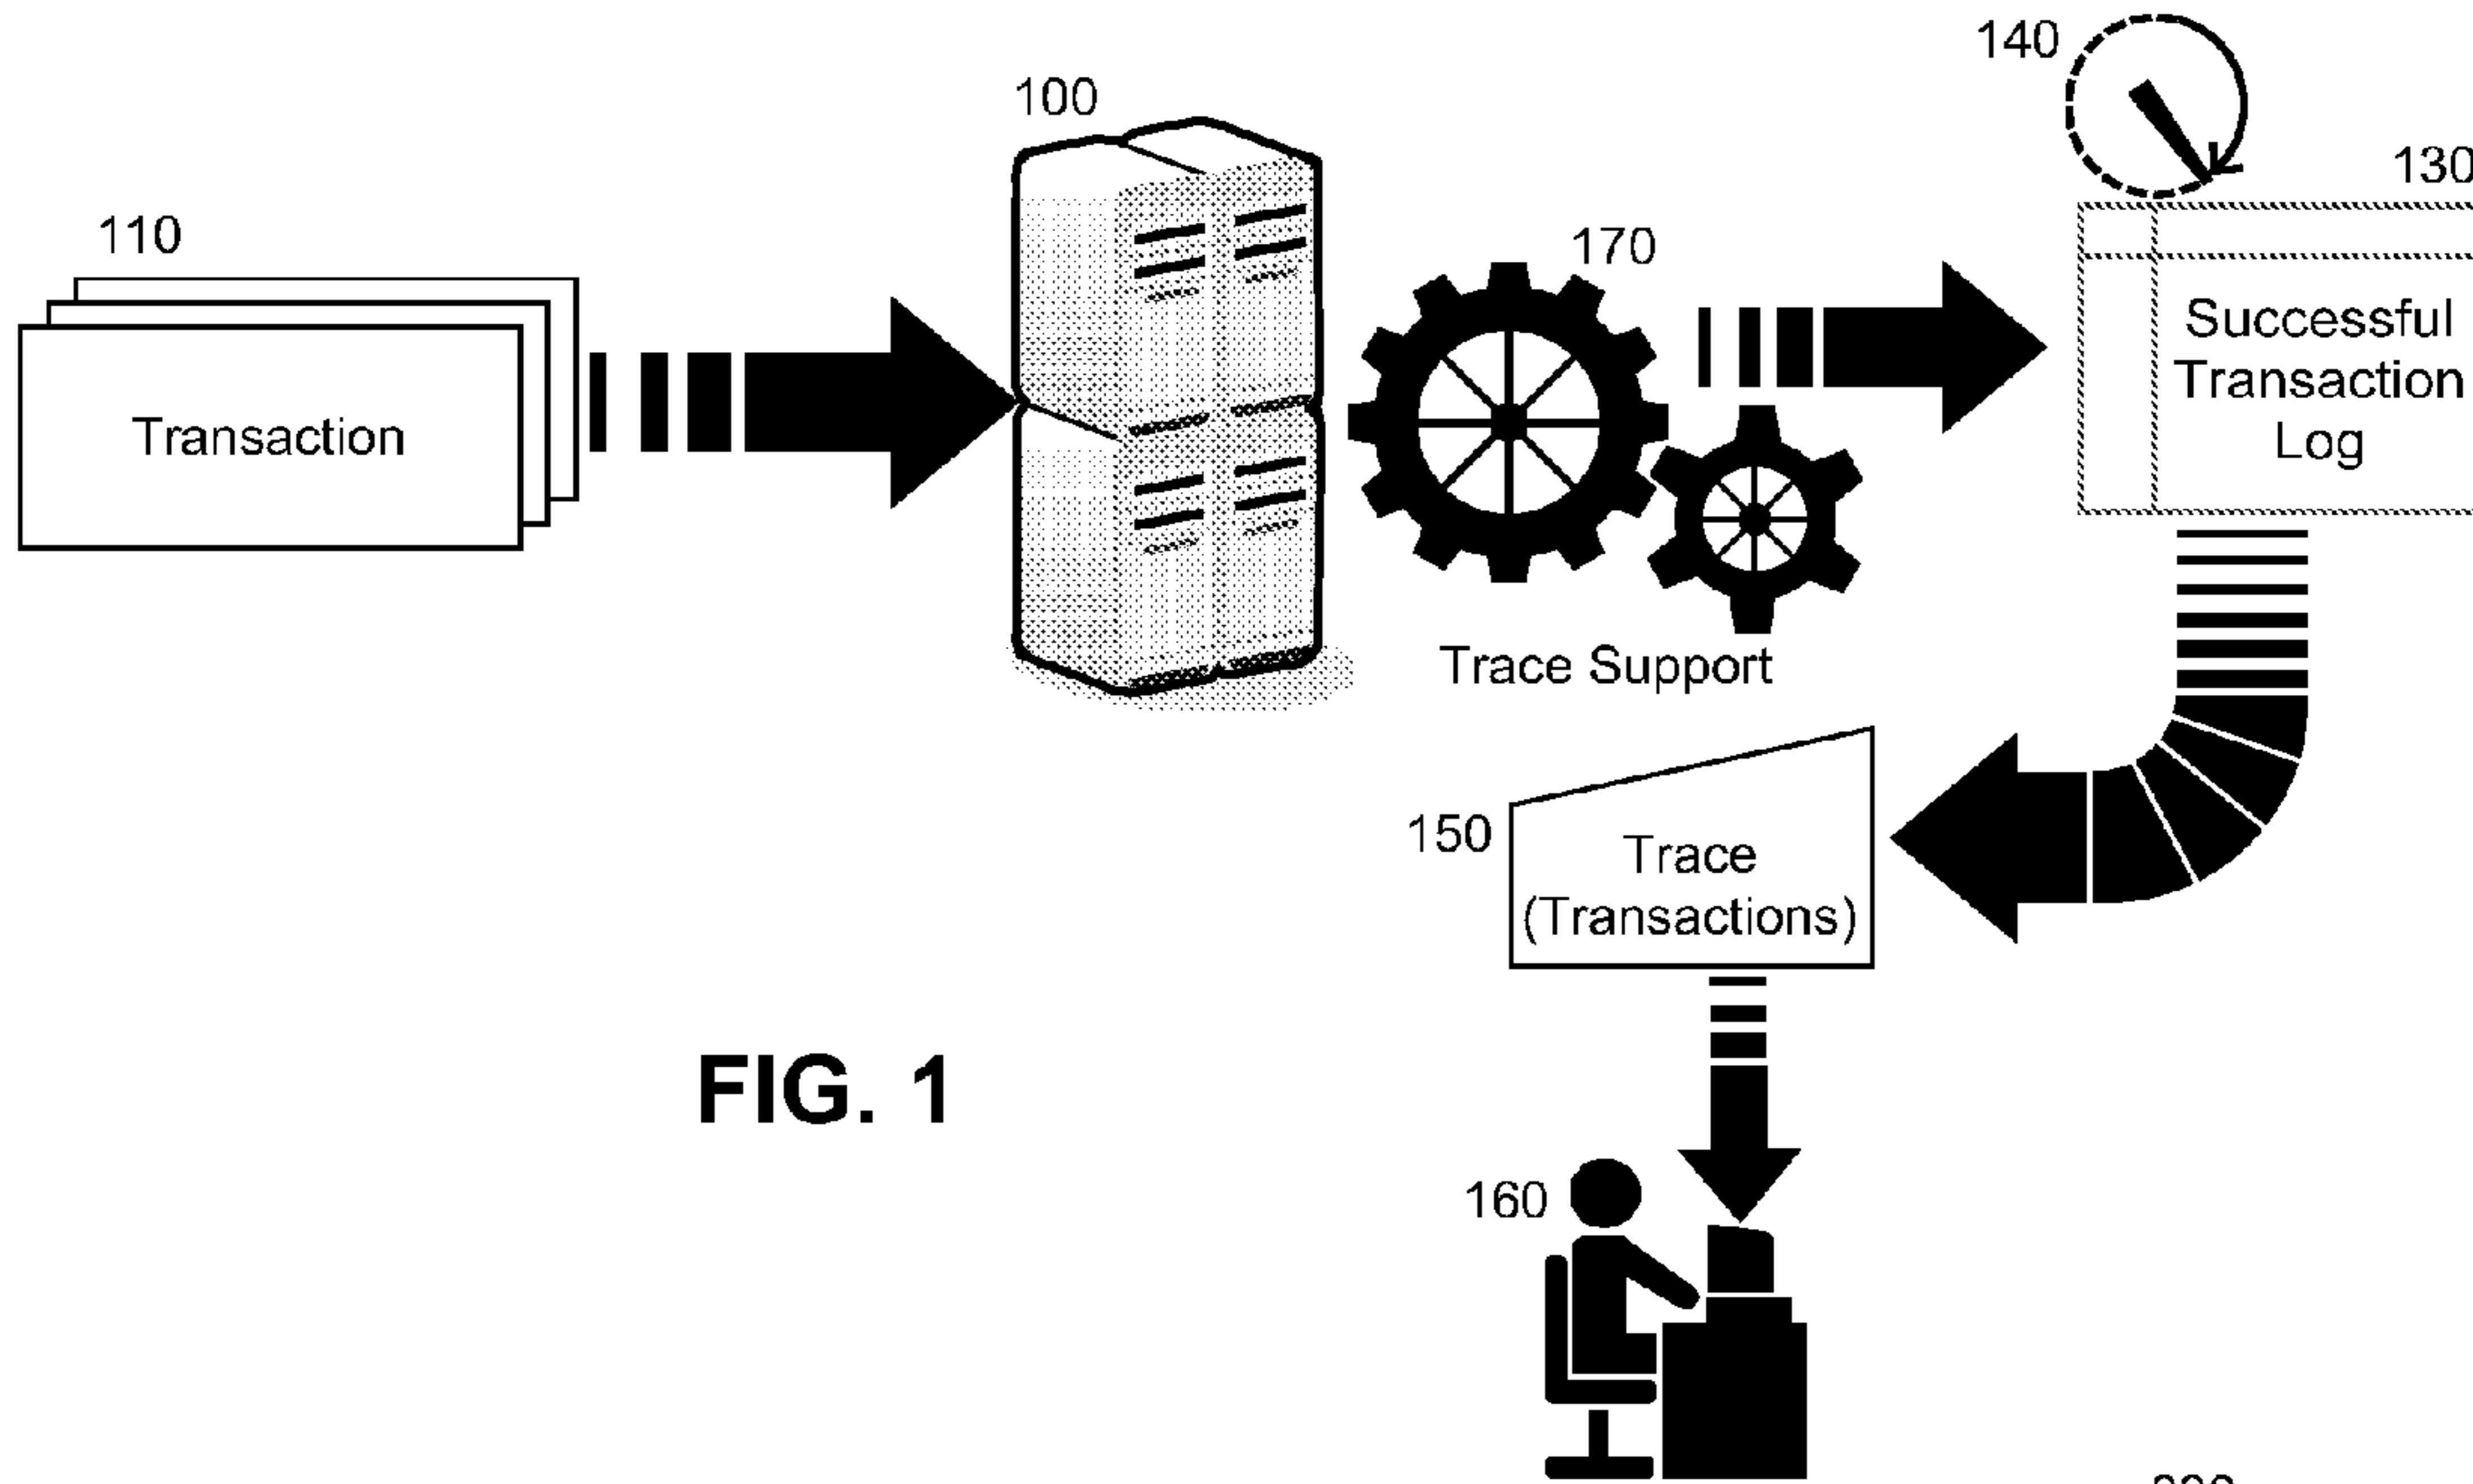 140
100
130
110
170
Successful
Transaction
Log
Transaction
Trace Support
150
Trace
(Transactions)
FIG. 1
160